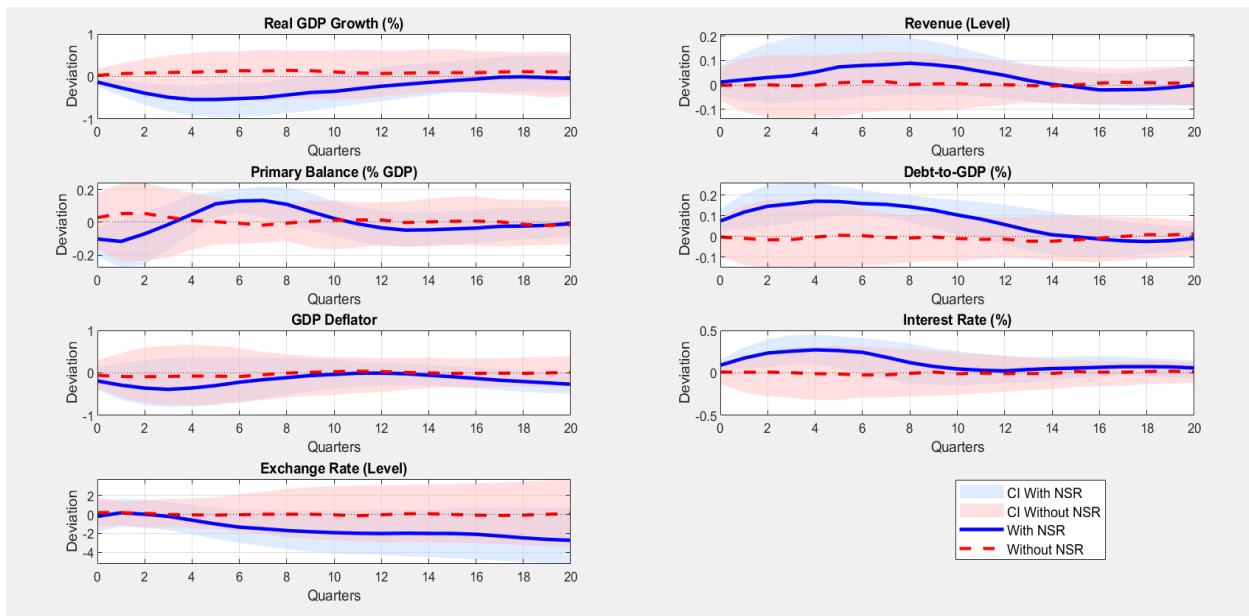 Real GDP Growth (%)
1
0
-1
Deviation
0 2 4 6 8 10 12 14 16 18 20
Quarters
Revenue (Level)
0.2
0.1
0
-0.1
Deviation
0 2 4 6 8 10 12 14 16 18 20
Quarters
Primary Balance (% GDP)
0.2
0
-0.2
Deviation
0 2 4 6 8 10 12 14 16 18 20
Quarters
Debt-to-GDP (%)
0.2
0.1
0
-0.1
Deviation
0 2 4 6 8 10 12 14 16 18 20
Quarters
GDP Deflator
1
0
-1
Deviation
0 2 4 6 8 10 12 14 16 18 20
Quarters
Interest Rate (%)
0.5
0
-0.5
Deviation
0 2 4 6 8 10 12 14 16 18 20
Quarters
Exchange Rate (Level)
2
0
-2
-4
Deviation
0 2 4 6 8 10 12 14 16 18 20
Quarters
CI With NSR
CI Without NSR
With NSR
Without NSR